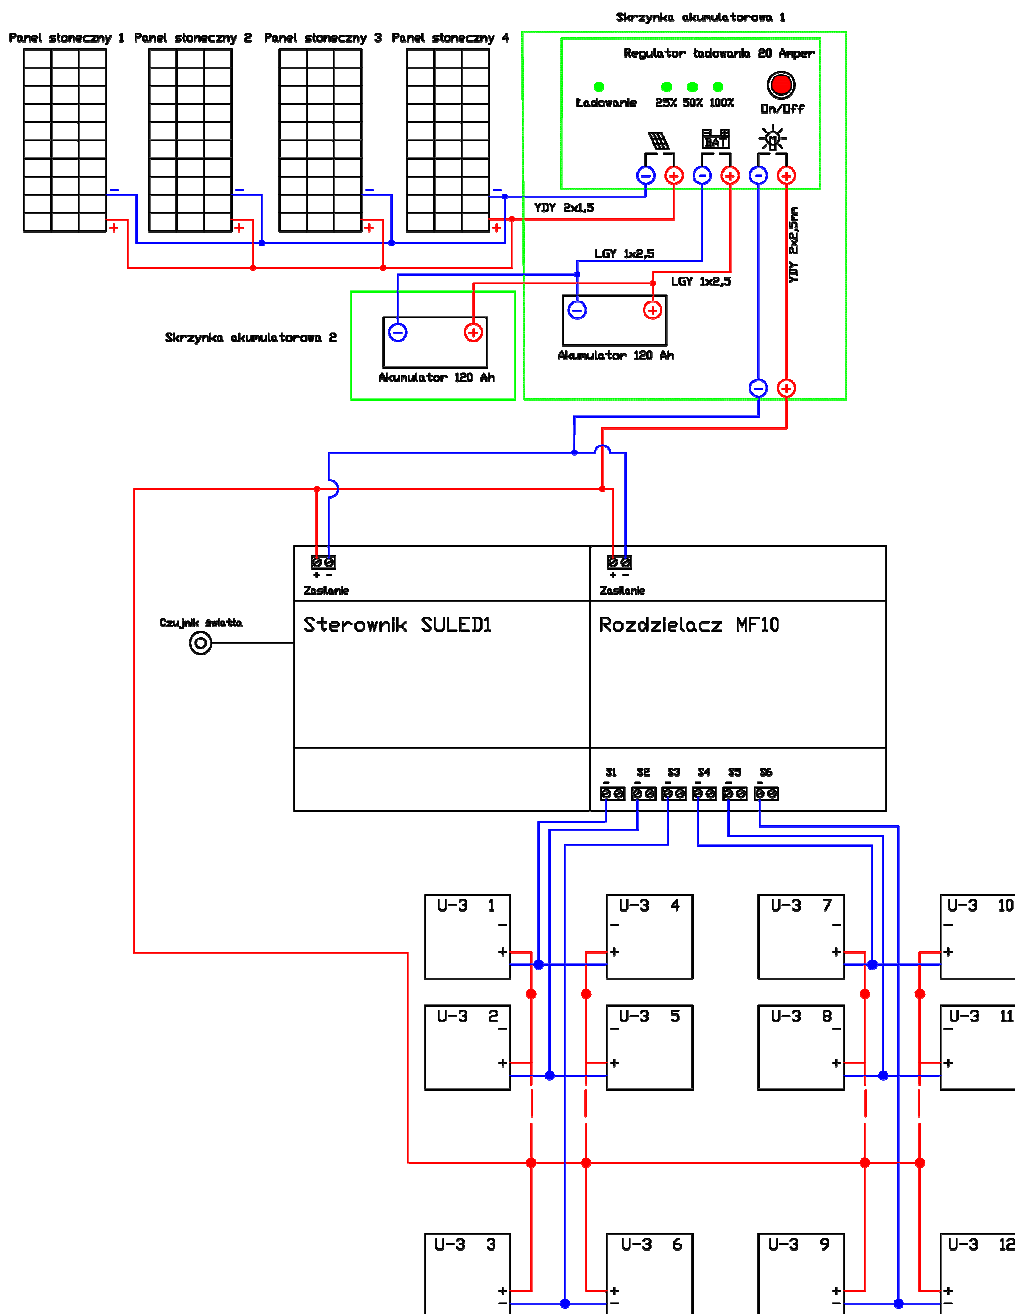 Skrzynka akumulatorowa 1
Panel słoneczny 1 Panel słoneczny 2 Panel słoneczny 3 Panel słoneczny 4
Regulator ładowania 20 Amper
Ładowanie 25% 50% 100% On/Off
BAT
- + - + - +
- - - -
+ + + +
YDY 2x1,5
YDY 2x2,5mm
LGY 1x2,5
LGY 1x2,5
- +
- +
Skrzynka akumulatorowa 2
Akumulator 120 Ah
Akumulator 120 Ah
- +
+ - + -
Zasilanie Zasilanie
Czujnik światła
Sterownik SULED1 Rozdzielacz MF10
S1 S2 S3 S4 S5 S6
- - - - - -
U-3 1 U-3 4 U-3 7 U-3 10
- - - -
+ + + +
U-3 2 U-3 5 U-3 8 U-3 11
- - - -
+ + + +
U-3 3 U-3 6 U-3 9 U-3 12
+ + + +
- - - -